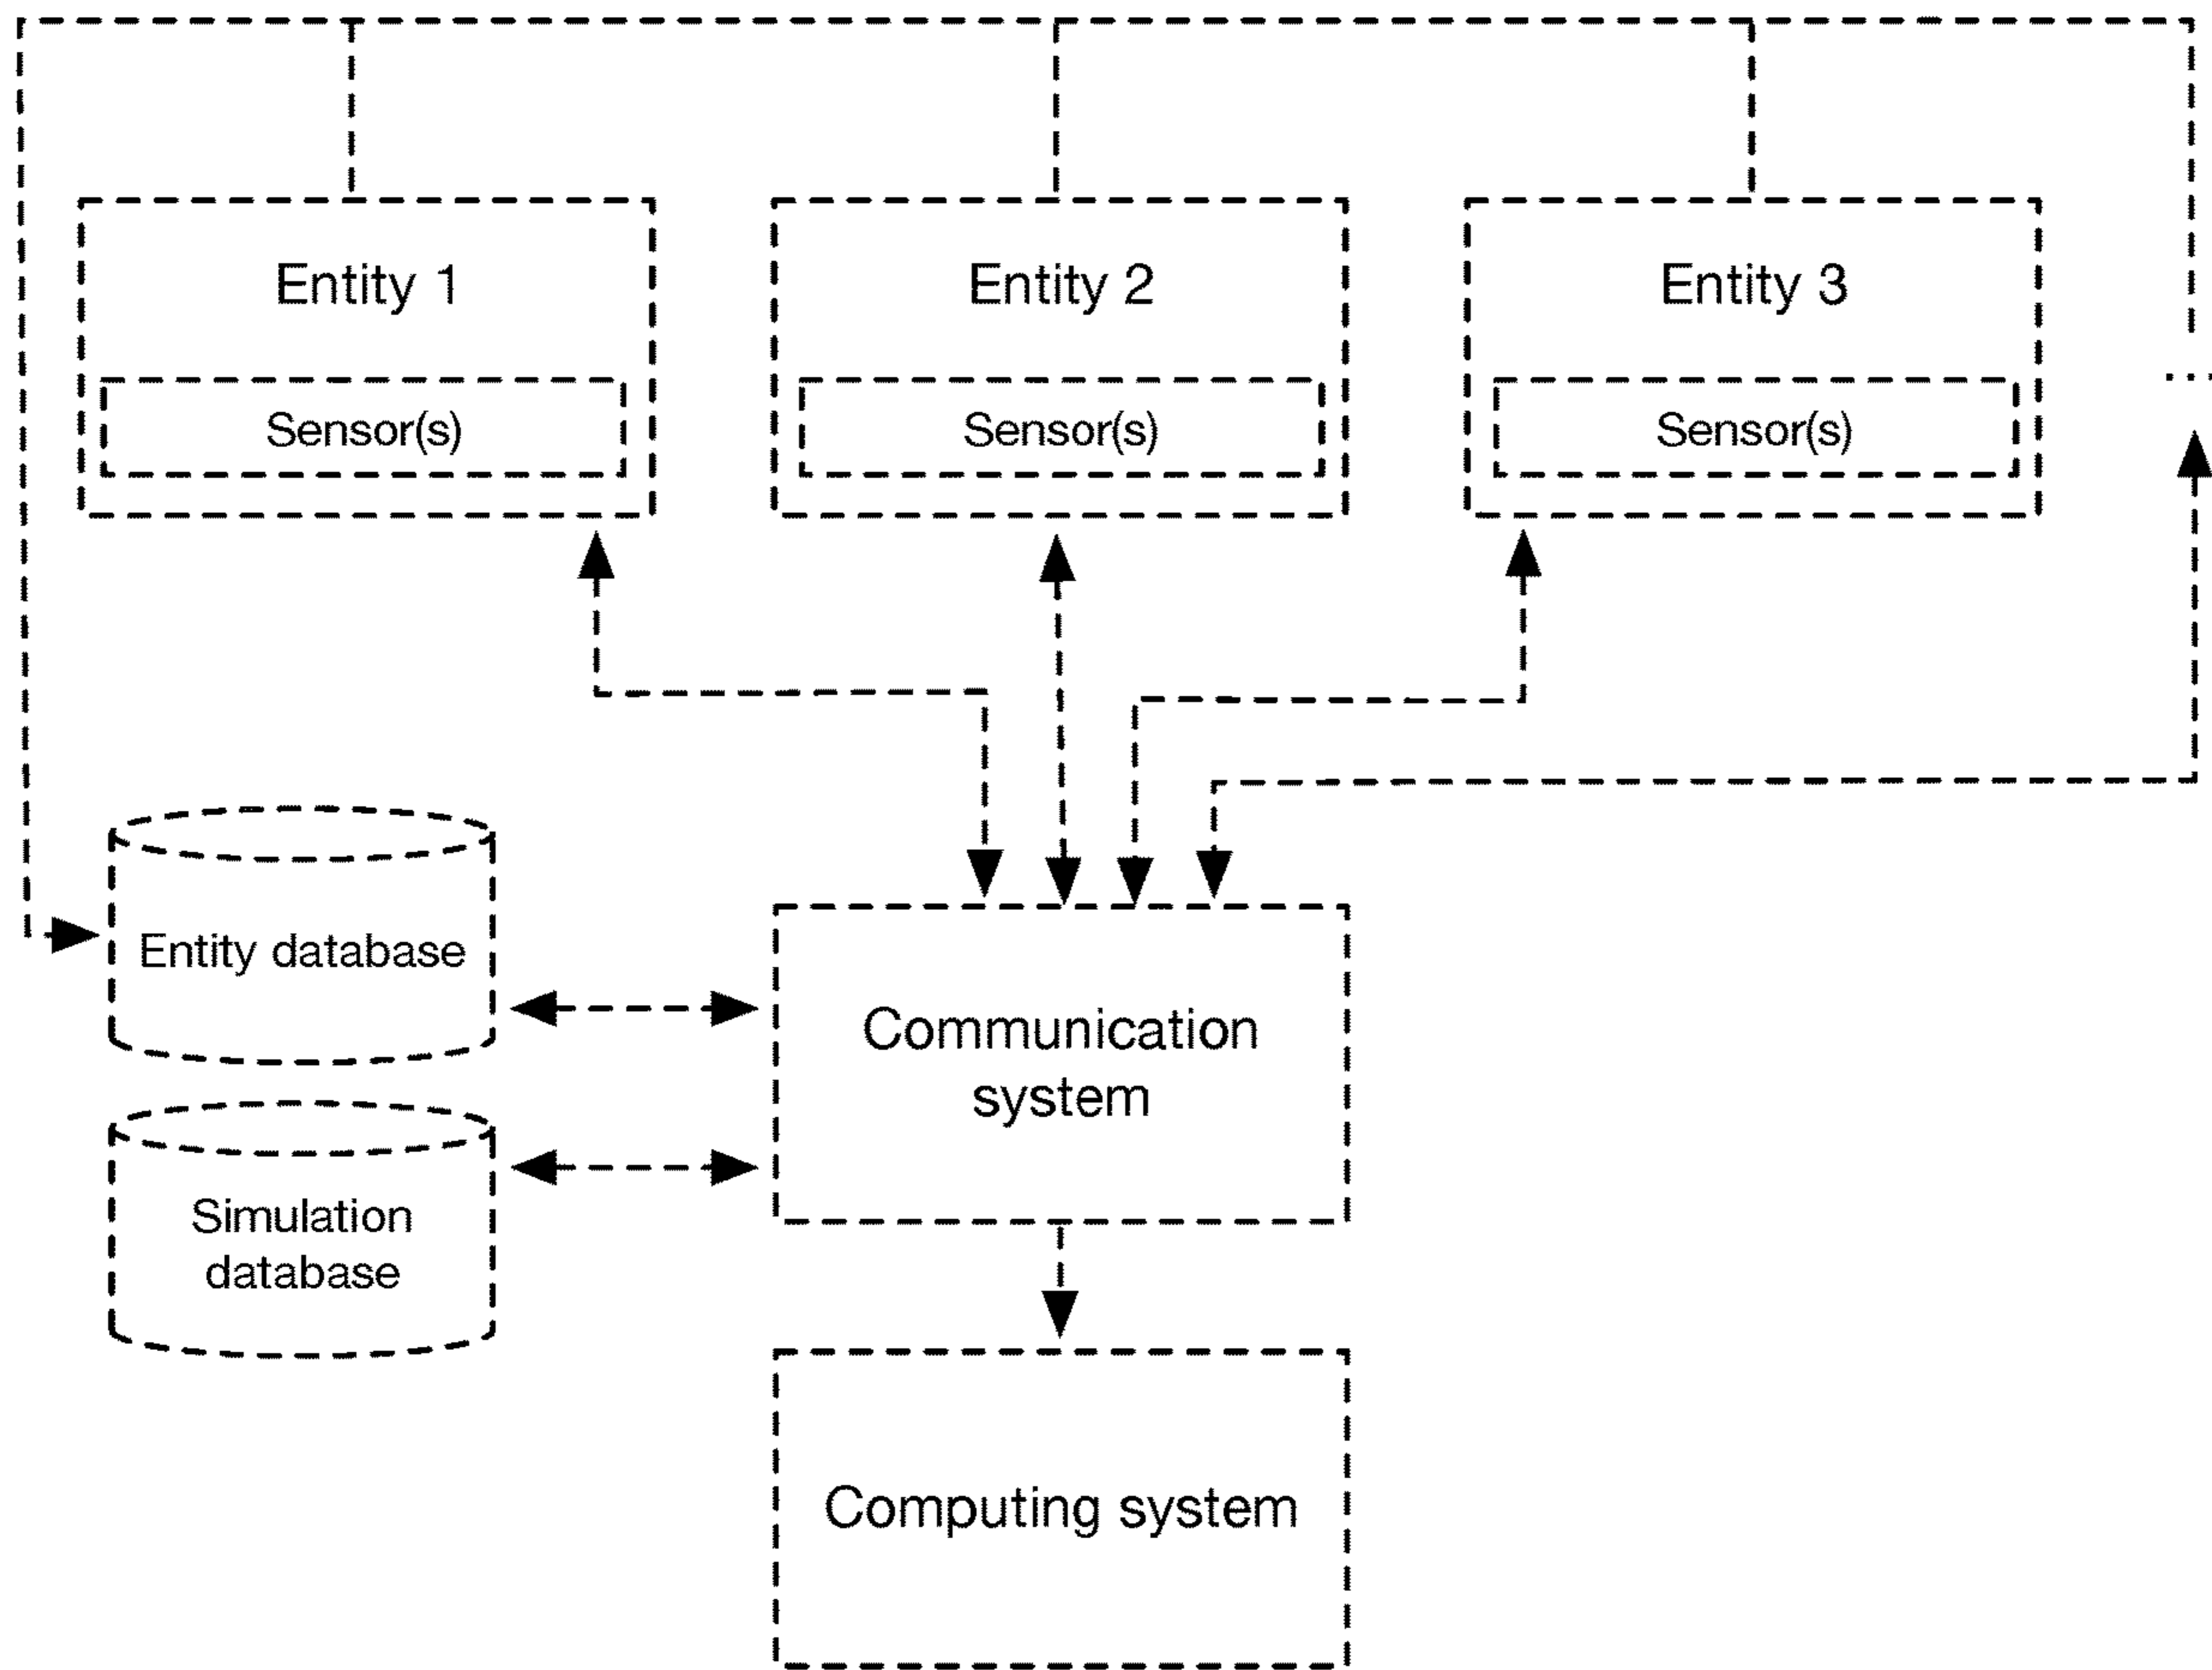 Entity 1
Entity 2
Entity 3
Sensor(s)
Sensor(s)
Sensor(s)
...
Entity database
Communication
system
Simulation
database
Computing system